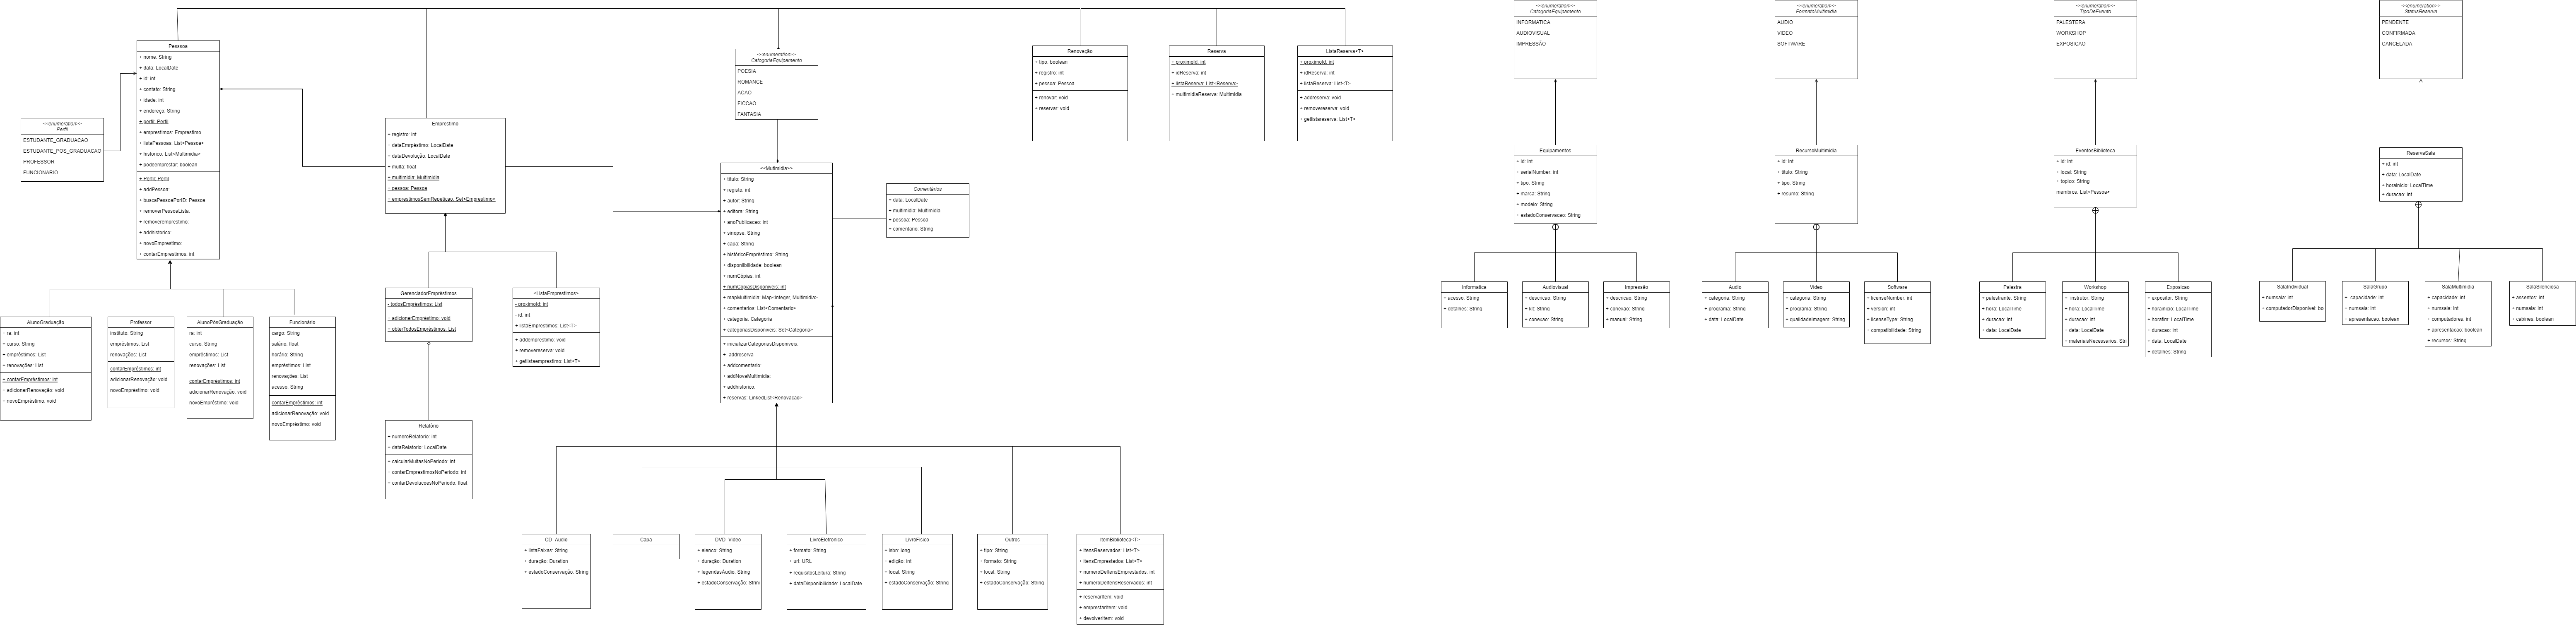 Pessoa
+ nome: String
+ data: LocalDate
+ id: int
+ contato: String
+ idade: int
+ endereço: String
+ perfil: Perfil
+ emprestimos: Emprestimo
+ listaPessoas: List<Pessoa>
+ historico: List<Multimidia>
+ podeemprestar: boolean
+ Perfil: Perfil
+ addPessoa:
+ buscaPessoaPorID: Pessoa
+ removerPessoaLista:
+ removeremprestimo:
+ addhistorico:
+ novoEmprestimo:
+ contarEmprestimos: int
<<enumeration>>
Perfil
ESTUDANTE_GRADUACAO
ESTUDANTE_POS_GRADUACAO
PROFESSOR
FUNCIONARIO
AlunoGraduação
+ ra: int
+ curso: String
+ empréstimos: List
+ renovações: List
+ contarEmpréstimos: int
+ adicionarRenovação: void
+ novoEmpréstimo: void
Professor
instituto: String
empréstimos: List
renovações: List
contarEmpréstimos: int
adicionarRenovação: void
novoEmpréstimo: void
AlunoPósGraduação
ra: int
curso: String
empréstimos: List
renovações: List
contarEmpréstimos: int
adicionarRenovação: void
novoEmpréstimo: void
Funcionário
cargo: String
salário: float
horário: String
empréstimos: List
renovações: List
acesso: String
contarEmpréstimos: int
adicionarRenovação: void
novoEmpréstimo: void
Emprestimo
+ registro: int
+ dataEmrpéstimo: LocalDate
+ dataDevolução: LocalDate
+ multa: float
+ multimidia: Multimidia
+ pessoa: Pessoa
+ emprestimosSemRepeticao: Set<Emprestimo>
GerenciadorEmpréstimos
- todosEmpréstimos: List
+ adicionarEmpréstimo: void
+ obterTodosEmpréstimos: List
<ListaEmprestimos>
- proximoId: int
- id: int
+ listaEmprestimos: List<T>
+ addemprestimo: void
+ removereserva: void
+ getlistaemprestimo: List<T>
Relatório
+ numeroRelatorio: int
+ dataRelatorio: LocalDate
+ calcularMultasNoPeriodo: int
+ contarEmprestimosNoPeriodo: int
+ contarDevolucoesNoPeriodo: float
<<enumeration>>
CatogoriaEquipamento
POESIA
ROMANCE
ACAO
FICCAO
FANTASIA
<<Mutimidia>>
+ título: String
+ registo: int
+ autor: String
+ editora: String
+ anoPublicacao: int
+ sinopse: String
+ capa: String
+ históricoEmpréstimo: String
+ disponilbilidade: boolean
+ numCópias: int
+ numCopiasDisponíveis: int
+ mapMultimidia: Map<Integer, Multimidia>
+ comentarios: List<Comentario>
+ categoria: Categoria
+ categoriasDisponiveis: Set<Categoria>
+ inicializarCategoriasDisponiveis:
+ addreserva
+ addcomentario:
+ addNovaMultimidia:
+ addhistorico:
+ reservas: LinkedList<Renovacao>
Comentários
+ data: LocalDate
+ multimidia: Multimidia
+ pessoa: Pessoa
+ comentario: String
CD_Audio
+ listaFaixas: String
+ duração: Duration
+ estadoConservação: String
Capa
DVD_Video
+ elenco: String
+ duração: Duration
+ legendasÁudio: String
+ estadoConservação: Strin
LivroEletronico
+ formato: String
+ url: URL
+ requisitosLeitura: String
+ dataDisponibilidade: LocalDate
LivroFisico
+ isbn: long
+ edição: int
+ local: String
+ estadoConservação: String
Outros
+ tipo: String
+ formato: String
+ local: String
+ estadoConservação: String
ItemBiblioteca<T>
+ itensReservados: List<T>
+ itensEmprestados: List<T>
+ numeroDeItensEmprestados: int
+ numeroDeItensReservados: int
+ reservarItem: void
+ emprestarItem: void
+ devolverItem: void
Renovação
+ tipo: boolean
+ registro: int
+ pessoa: Pessoa
+ renovar: void
+ reservar: void
Reserva
+ proximoId: int
+ idReserva: int
+ listaReserva: List<Reserva>
+ multimidiaReserva: Multimidia
ListaReserva<T>
+ proximoId: int
+ idReserva: int
+ listaReserva: List<T>
+ addreserva: void
+ removereserva: void
+ getlistareserva: List<T>
<<enumeration>>
CatogoriaEquipamento
INFORMATICA
AUDIOVISUAL
IMPRESSÃO
Equipamentos
+ id: int
+ serialNumber: int
+ tipo: String
+ marca: String
+ modelo: String
+ estadoConservacao: String
Informatica
+ acesso: String
+ detalhes: String
Audiovisual
+ descricao: String
+ kit: String
+ conexao: String
Impressão
+ descricao: String
+ conexao: String
+ manual: String
<<enumeration>>
FormatoMultimidia
AUDIO
VIDEO
SOFTWARE
RecursoMultimidia
+ id: int
+ titulo: String
+ tipo: String
+ resumo: String
Audio
+ categoria: String
+ programa: String
+ data: LocalDate
Video
+ categoria: String
+ programa: String
+ qualidadeImagem: String
Software
+ licenseNumber: int
+ version: int
+ licenseType: String
+ compatibilidade: String
<<enumeration>>
TipoDeEvento
PALESTERA
WORKSHOP
EXPOSICAO
EventosBiblioteca
+ id: int
+ local: String
+ topico: String
membros: List<Pessoa>
Palestra
+ palestrante: String
+ hora: LocalTime
+ duracao: int
+ data: LocalDate
Workshop
+ instrutor: String
+ hora: LocalTime
+ duracao: int
+ data: LocalDate
+ materiaisNecessarios: Stri
Exposicao
+ expositor: String
+ horainicio: LocalTime
+ horafim: LocalTime
+ duracao: int
+ data: LocalDate
+ detalhes: String
<<enumeration>>
StatusReserva
PENDENTE
CONFIRMADA
CANCELADA
ReservaSala
+ id: int
+ data: LocalDate
+ horainicio: LocalTime
+ duracao: int
SalaIndividual
+ numsala: int
+ computadorDisponivel: bo
SalaGrupo
+ capacidade: int
+ numsala: int
+ apresentacao: boolean
SalaMultimidia
+ capacidade: int
+ numsala: int
+ computadores: int
+ apresentacao: boolean
+ recursos: String
SalaSilenciosa
+ assentos: int
+ numsala: int
+ cabines: boolean